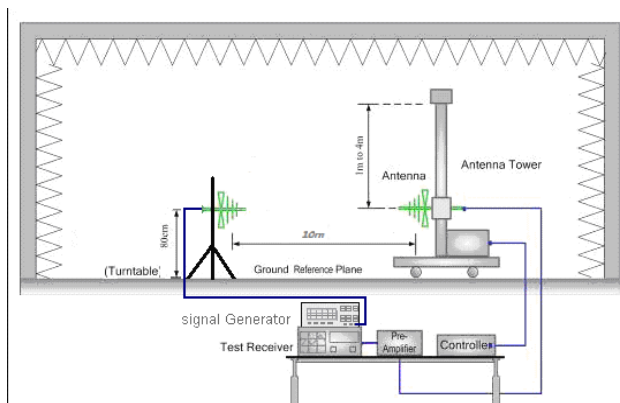 1m to 4m
Antenna
Antenna Tower
80cm
10m
(Turntable)
Ground Reference Plane
signal Generator
Test Receiver
Pre-
Amplifier
Controller